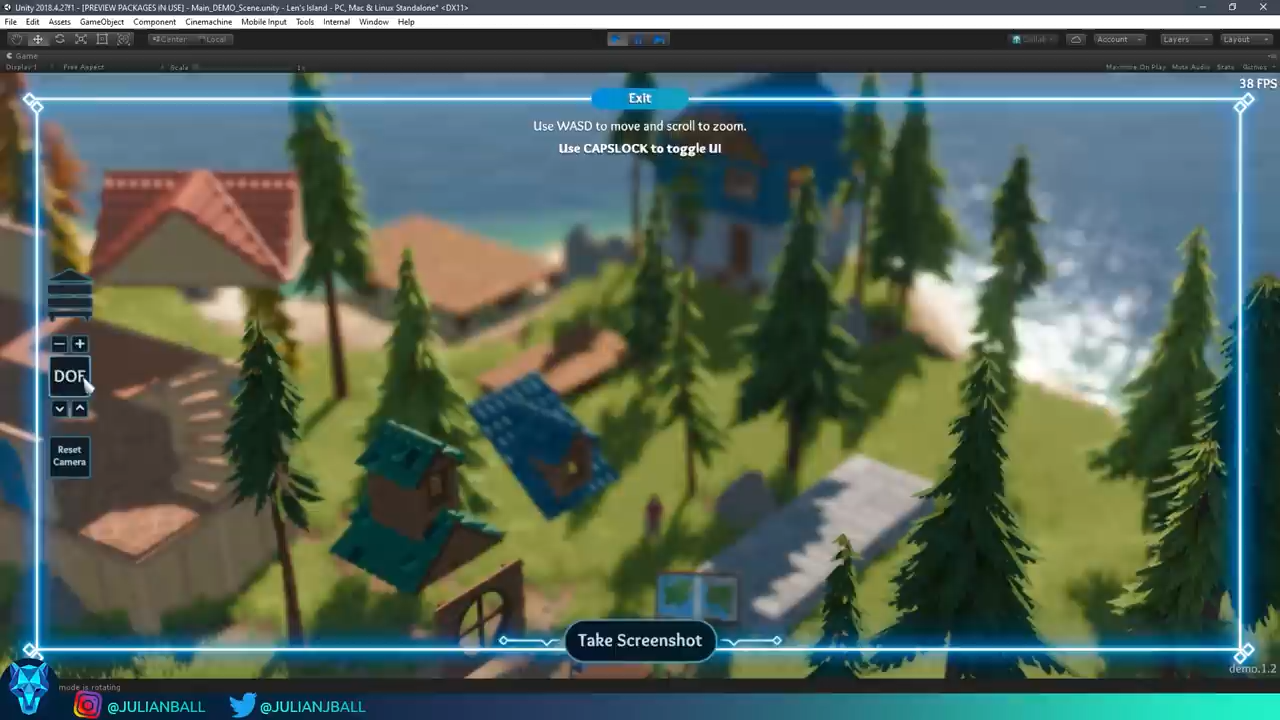 Unity 2018.4.27f1 - [PREVIEW PACKAGES IN USE] - Main_DEMO_Scene.unity - Len's Island - PC, Mac & Linux Standalone* <DX11>
File Edit Assets GameObject Component Cinemachine Mobile Input Tools Internal Window Help
Center Local Collab Account Layers Layout
Game
Display 1 Free Aspect Scale 1x Maximize On Play Mute Audio Stats Gizmos
38 FPS
Exit
Use WASD to move and scroll to zoom.
Use CAPSLOCK to toggle UI
DOF
Reset
Camera
Take Screenshot
demo.1.2
mode is rotating
@JULIANBALL @JULIANJBALL